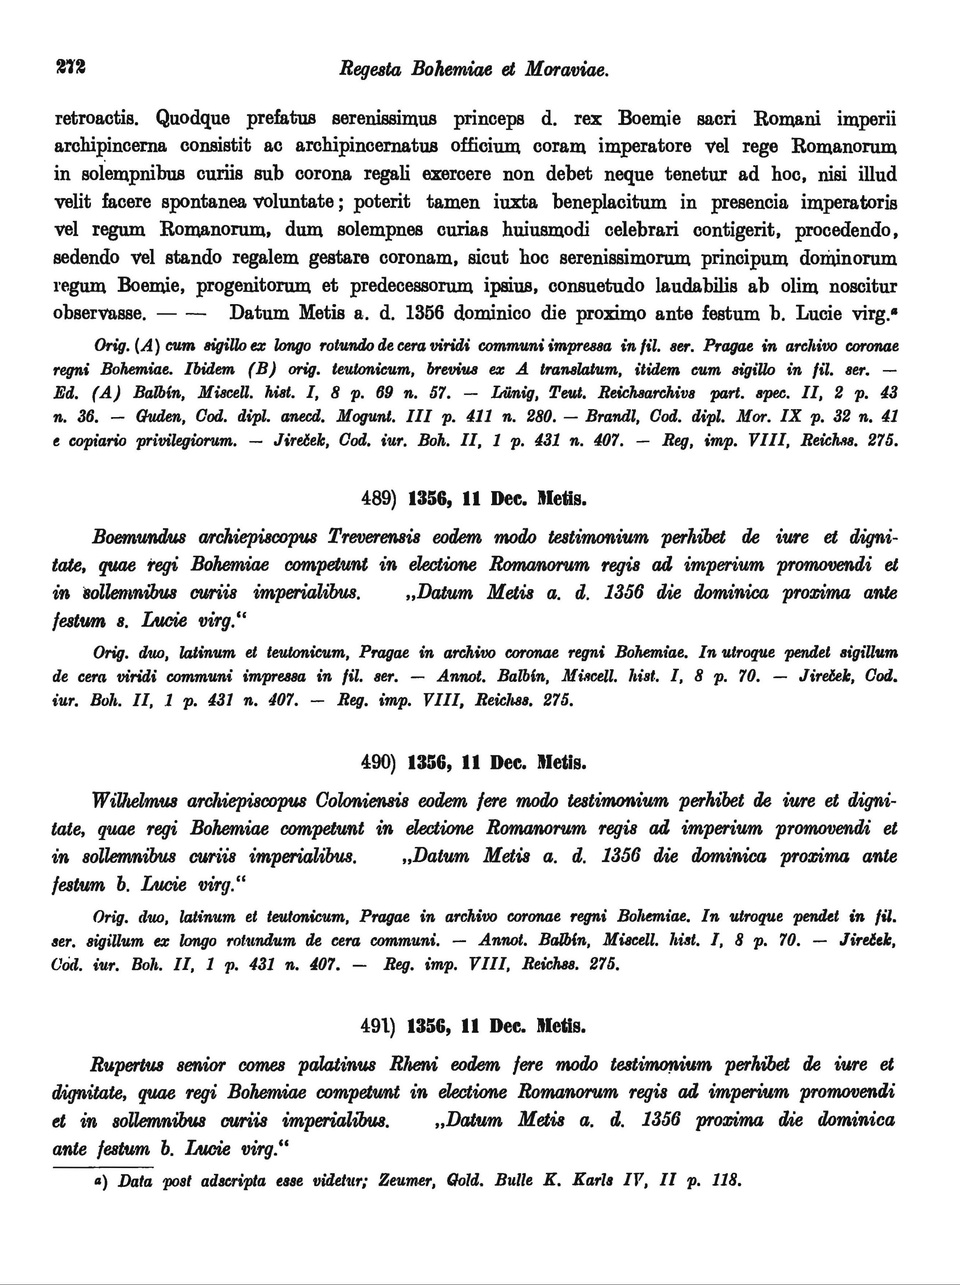 272
Regesta Bohemiae et Moraviae.
retroactis. Quodque prefatus serenissimus princeps d. rex Boemie sacri Romani imperii
archipincerna consistit ac archipincernatus officium coram imperatore vel rege Romanorum
in solempnibus curiis sub corona regali exercere non debet neque tenetur ad hoc, nisi illud
velit facere spontanea voluntate; poterit tamen iuxta beneplacitum in presencia imperatoris
vel regum Romanorum, dum solempnes curias huiusmodi celebrari contigerit, procedendo,
sedendo vel stando regalem gestare coronam, sicut hoc serenissimorum principum dominorum
regum Boemie, progenitorum et predecessorum ipsius, consuetudo laudabilis ab olim noscitur
observasse. — — Datum Metis a. d. 1356 dominico die proximo ante festum b. Lucie virg.ᵃ
Orig. (A) cum sigillo ex longo rotundo de cera viridi communi impressa in fil. ser. Pragae in archivo coronae
regni Bohemiae. Ibidem (B) orig. teutonicum, brevius ex A translatum, itidem cum sigillo in fil. ser. —
Ed. (A) Balbín, Miscell. hist. I, 8 p. 69 n. 57. — Lünig, Teut. Reichsarchivs part. spec. II, 2 p. 43
n. 36. — Guden, Cod. dipl. anecd. Mogunt. III p. 411 n. 280. — Brandl, Cod. dipl. Mor. IX p. 32 n. 41
e copiario privilegiorum. — Jireček, Cod. iur. Boh. II, 1 p. 431 n. 407. — Reg, imp. VIII, Reichss. 275.
489) 1356, 11 Dec. Metis.
Boemundus archiepiscopus Treverensis eodem modo testimonium perhibet de iure et digni-
tate, quae regi Bohemiae competunt in electione Romanorum regis ad imperium promovendi et
in sollemnibus curiis imperialibus. „Datum Metis a. d. 1356 die dominica proxima ante
festum s. Lucie virg.“
Orig. duo, latinum et teutonicum, Pragae in archivo coronae regni Bohemiae. In utroque pendet sigillum
de cera viridi communi impressa in fil. ser. — Annot. Balbín, Miscell. hist. I, 8 p. 70. — Jireček, Cod.
iur. Boh. II, 1 p. 431 n. 407. — Reg. imp. VIII, Reichss. 275.
490) 1356, 11 Dec. Metis.
Wilhelmus archiepiscopus Coloniensis eodem fere modo testimonium perhibet de iure et digni-
tate, quae regi Bohemiae competunt in electione Romanorum regis ad imperium promovendi et
in sollemnibus curiis imperialibus. „Datum Metis a. d. 1356 die dominica proxima ante
festum b. Lucie virg.“
Orig. duo, latinum et teutonicum, Pragae in archivo coronae regni Bohemiae. In utroque pendet in fil.
ser. sigillum ex longo rotundum de cera communi. — Annot. Balbín, Miscell. hist. I, 8 p. 70. — Jireček,
Cod. iur. Boh. II, 1 p. 431 n. 407. — Reg. imp. VIII, Reichss. 275.
491) 1356, 11 Dec. Metis.
Rupertus senior comes palatinus Rheni eodem fere modo testimonium perhibet de iure et
dignitate, quae regi Bohemiae competunt in electione Romanorum regis ad imperium promovendi
et in sollemnibus curiis imperialibus. „Datum Metis a. d. 1356 proxima die dominica
ante festum b. Lucie virg.“
ᵃ) Data post adscripta esse videtur; Zeumer, Gold. Bulle K. Karls IV, II p. 118.